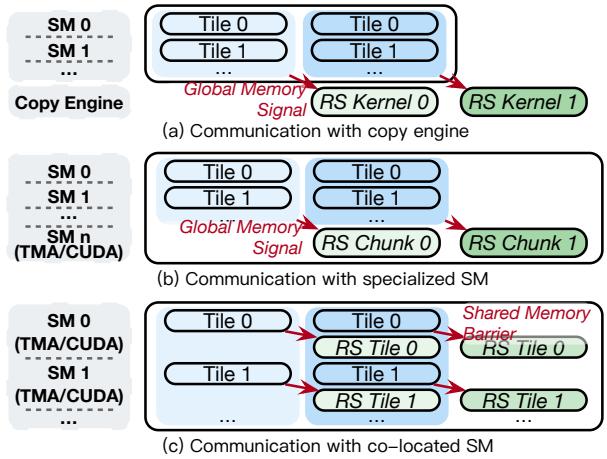 SM 0
Tile 0
Tile 0
SM 1
Tile 1
Tile 1
...
...
...
Copy Engine
Global Memory
Signal
RS Kernel 0
RS Kernel 1
(a) Communication with copy engine
SM 0
Tile 0
Tile 0
SM 1
Tile 1
Tile 1
...
...
...
SM n
(TMA/CUDA)
Global Memory
Signal
RS Chunk 0
RS Chunk 1
(b) Communication with specialized SM
SM 0
(TMA/CUDA)
Tile 0
Tile 0
Shared Memory
Barrier
RS Tile 0
RS Tile 0
SM 1
(TMA/CUDA)
Tile 1
Tile 1
RS Tile 1
RS Tile 1
...
...
...
...
(c) Communication with co-located SM